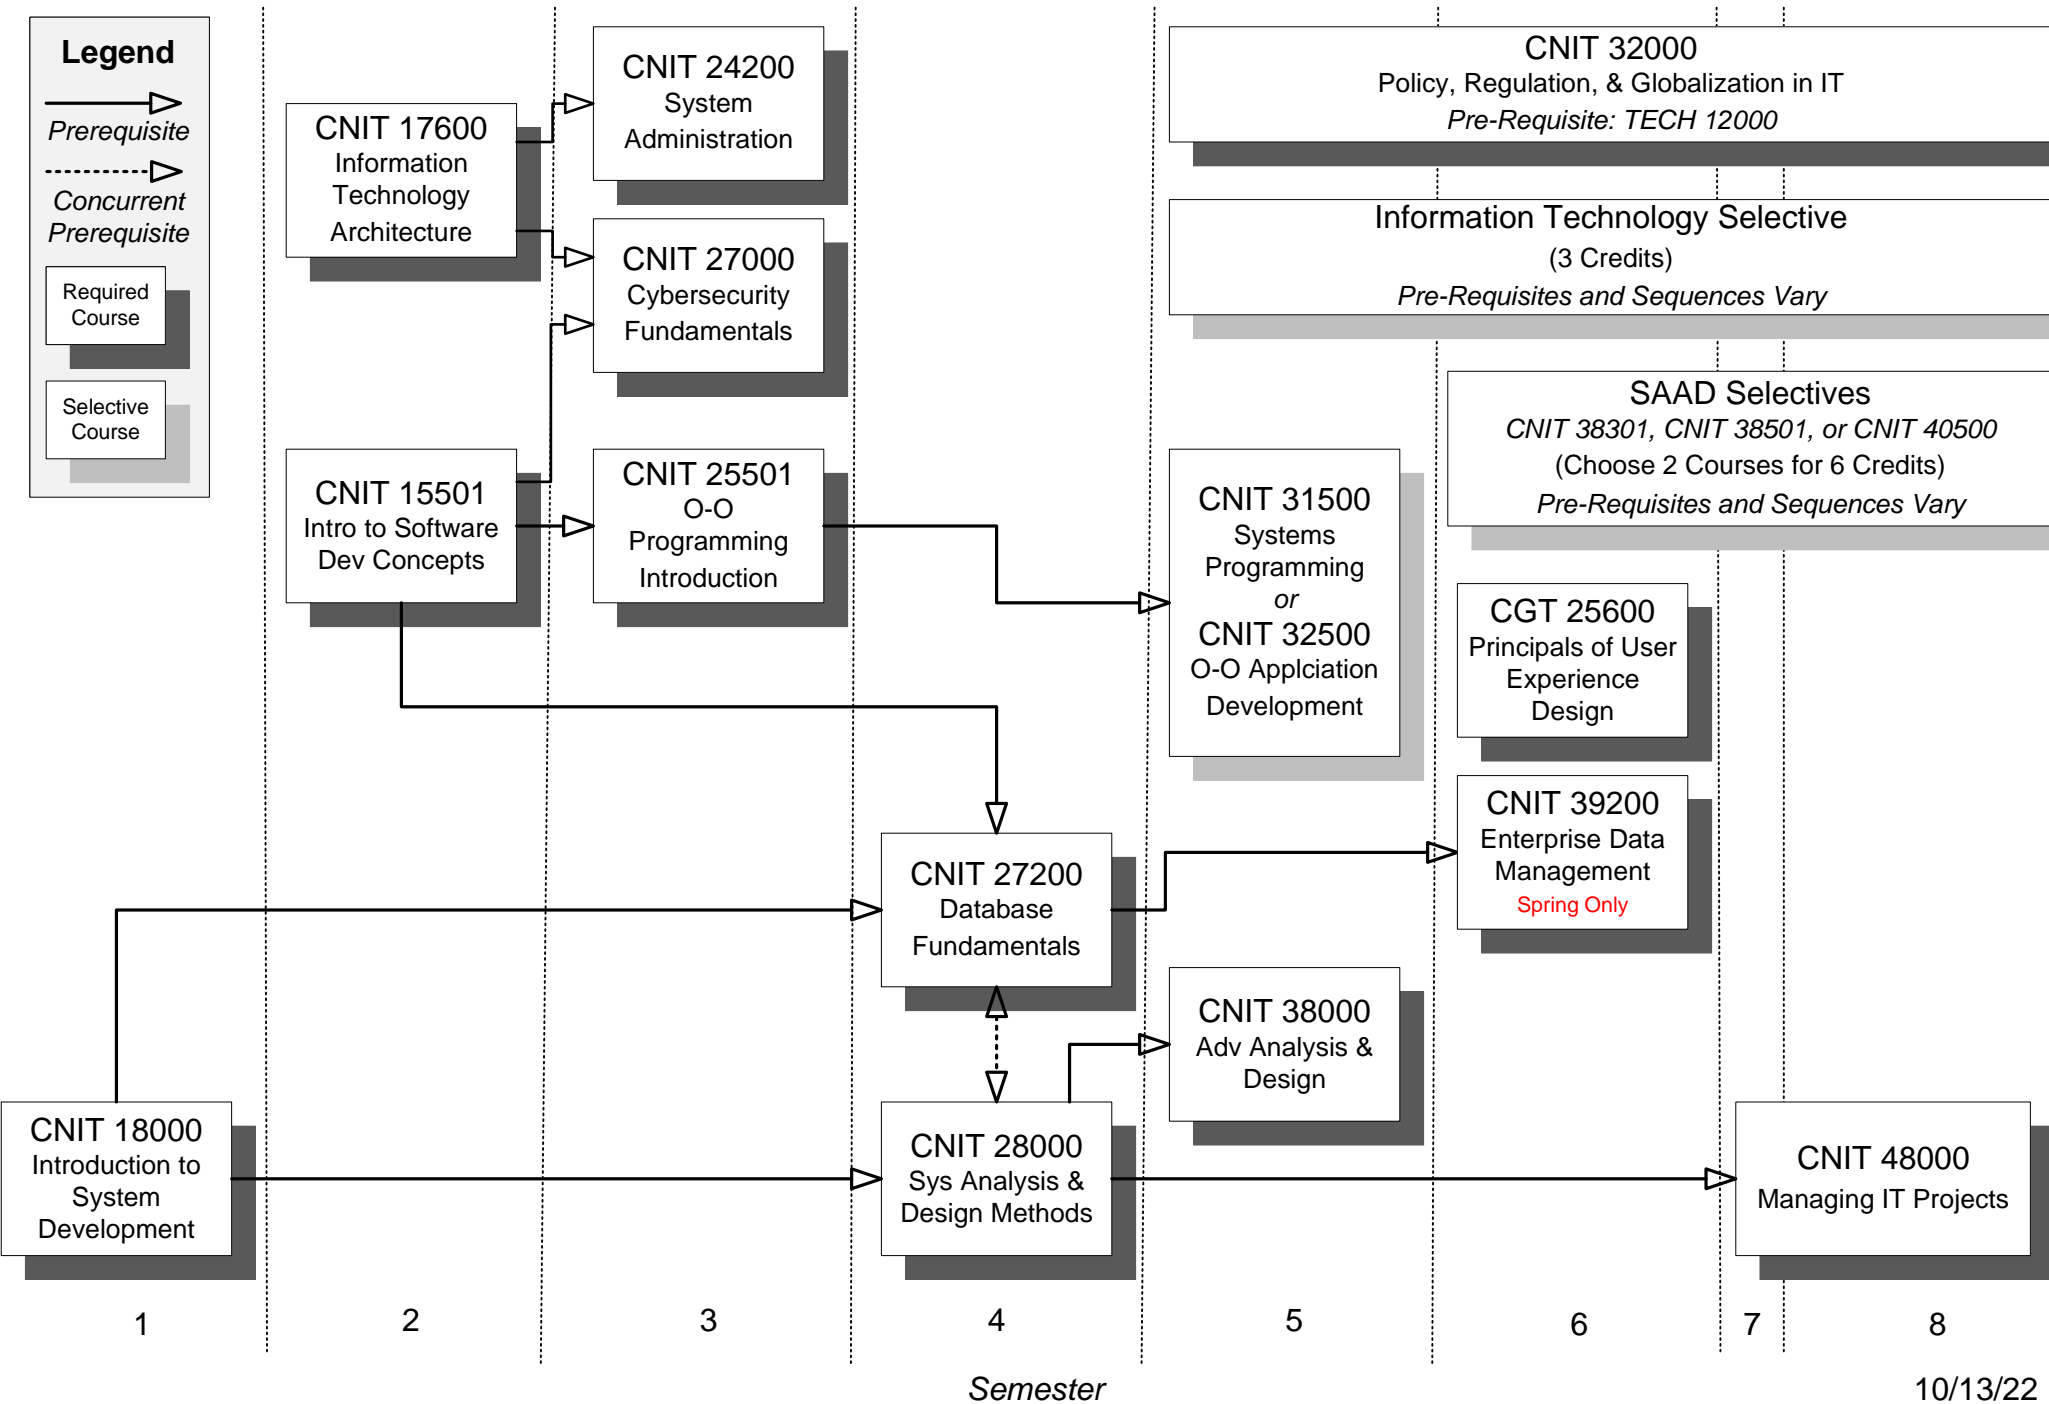 Legend
Prerequisite
Concurrent
Prerequisite
Required
Course
Selective
Course
CNIT 18000
Introduction to
System
Development
CNIT 17600
Information
Technology
Architecture
CNIT 15501
Intro to Software
Dev Concepts
CNIT 24200
System
Administration
CNIT 27000
Cybersecurity
Fundamentals
CNIT 25501
O-O
Programming
Introduction
CNIT 27200
Database
Fundamentals
CNIT 28000
Sys Analysis &
Design Methods
CNIT 32000
Policy, Regulation, & Globalization in IT
Pre-Requisite: TECH 12000
Information Technology Selective
(3 Credits)
Pre-Requisites and Sequences Vary
SAAD Selectives
CNIT 38301, CNIT 38501, or CNIT 40500
(Choose 2 Courses for 6 Credits)
Pre-Requisites and Sequences Vary
CNIT 31500
Systems
Programming
or
CNIT 32500
O-O Applciation
Development
CNIT 38000
Adv Analysis &
Design
CGT 25600
Principals of User
Experience
Design
CNIT 39200
Enterprise Data
Management
Spring Only
CNIT 48000
Managing IT Projects
1 2 3 4 5 6 7 8
Semester
10/13/22